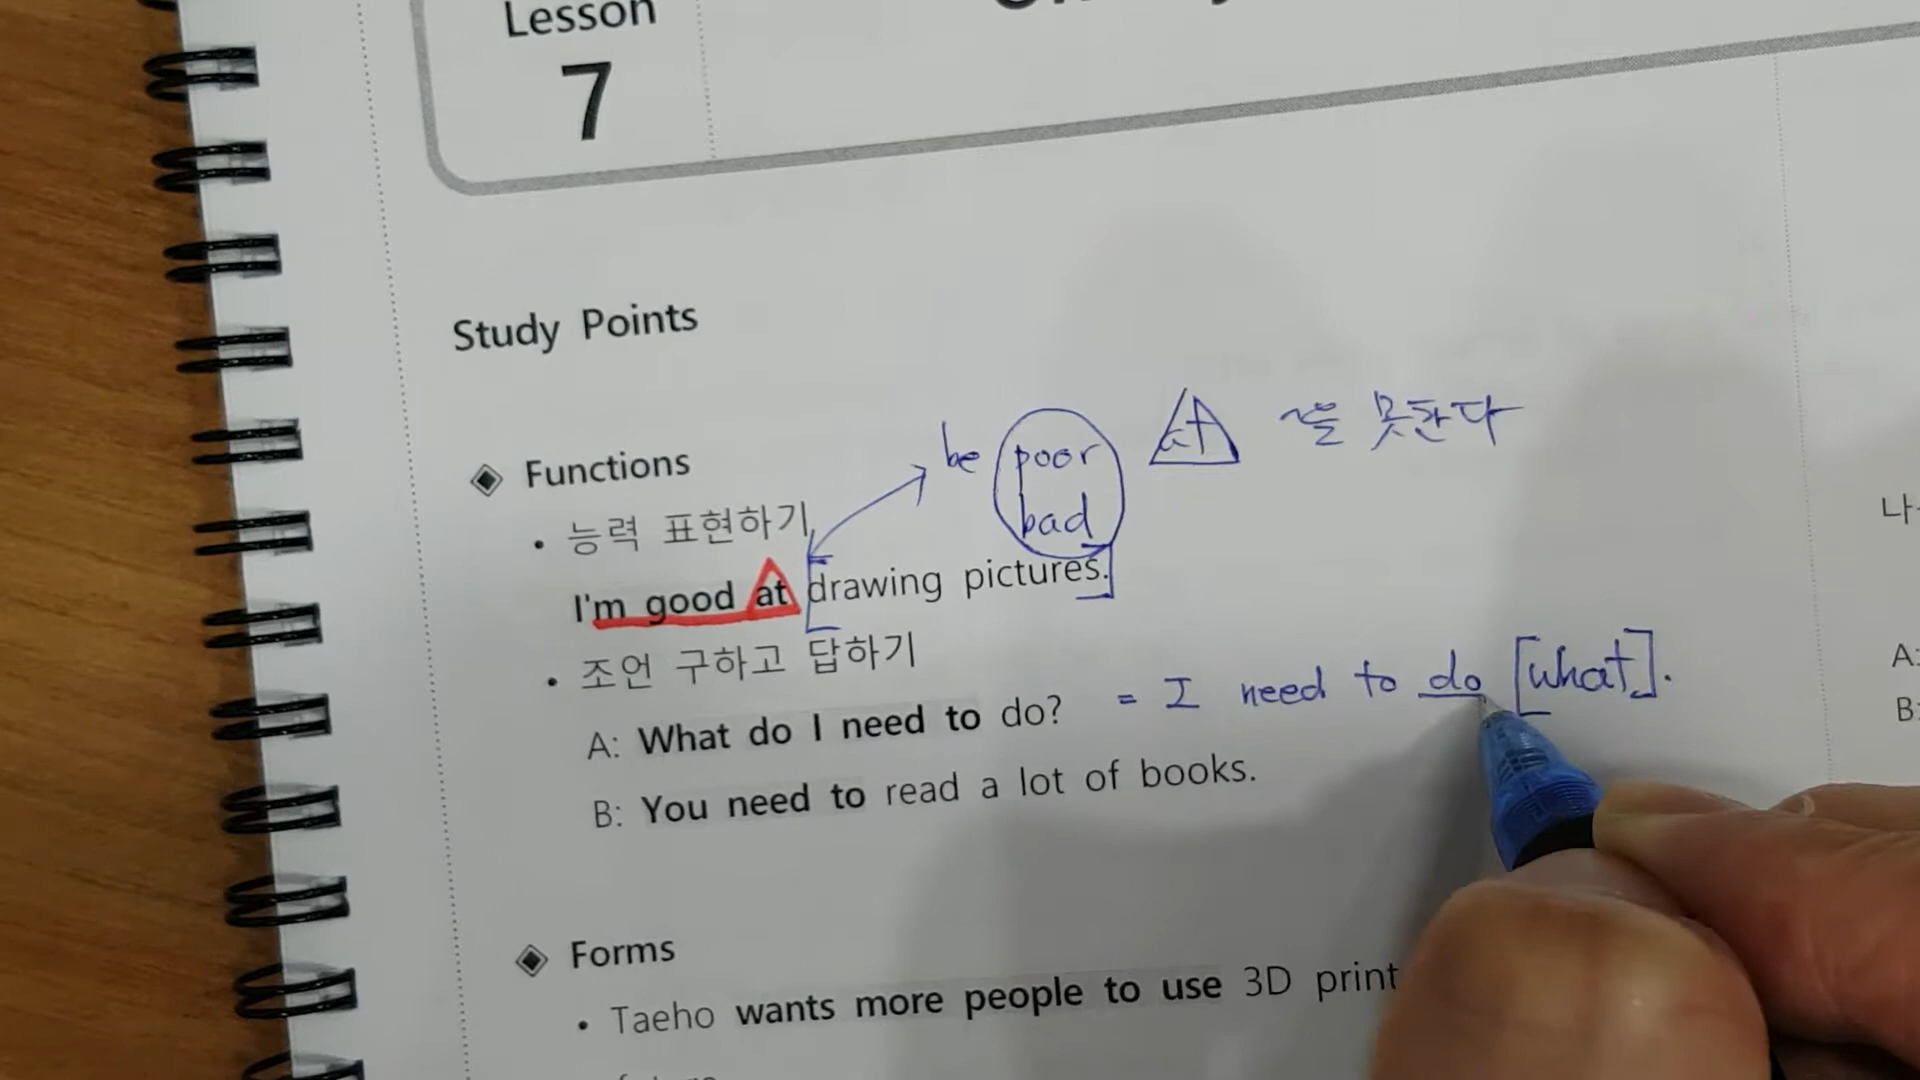 Lesson
7
Study Points
Functions
be poor at 잘 못한다
bad
• 능력 표현하기
I'm good at drawing pictures.
• 조언 구하고 답하기
A: What do I need to do? = I need to do [what].
B: You need to read a lot of books.
Forms
• Taeho wants more people to use 3D print
나
A:
B: